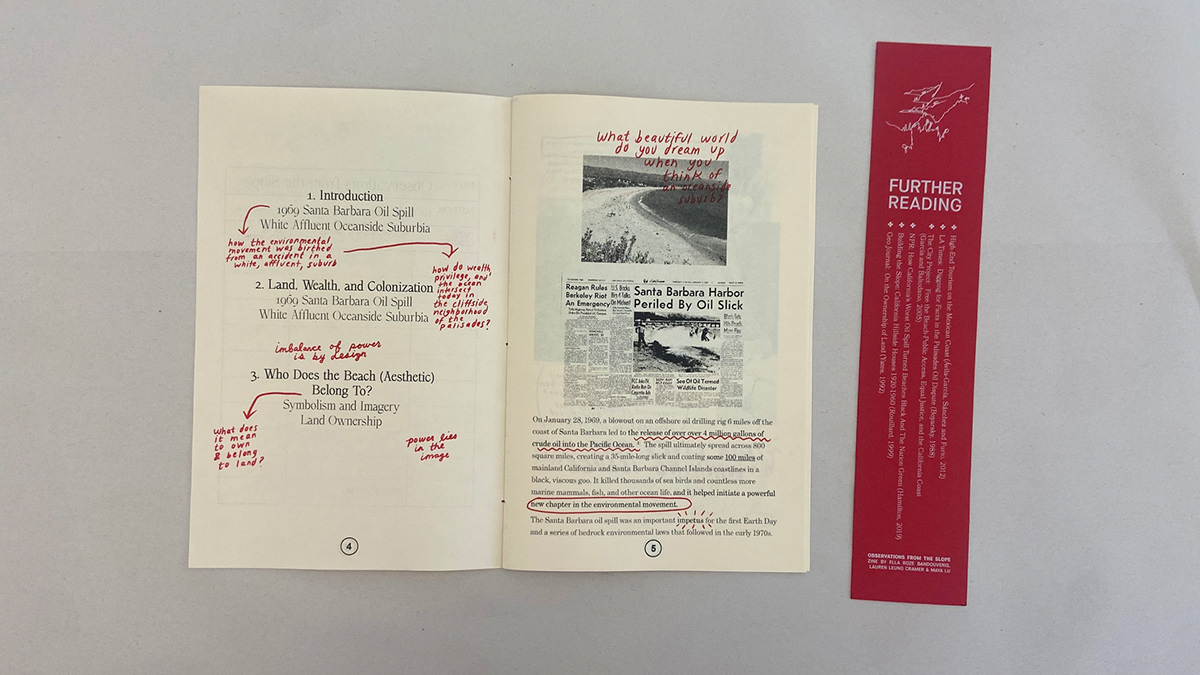 1. Introduction
1969 Santa Barbara Oil Spill
White Affluent Oceanside Suburbia
how the environmental
movement was birthed
from an accident in a
white, affluent, suburb
how do wealth,
privilege, and
the ocean
intersect
today in
the cliffside
neighborhood
of the
palisades?
2. Land, Wealth, and Colonization
1969 Santa Barbara Oil Spill
White Affluent Oceanside Suburbia
imbalance of power
is by design
3. Who Does the Beach (Aesthetic)
Belong To?
Symbolism and Imagery
Land Ownership
what does
it mean
to own
& belong
to land?
power lies
in the
image
4
What beautiful world
do you dream up
when you
think of
an oceanside
suburb?
Reagan Rules
Berkeley Riot
An Emergency
Santa Barbara Harbor
Periled By Oil Slick
Sea Of Oil Termed
Wildlife Disaster
On January 28, 1969, a blowout on an offshore oil drilling rig 6 miles off the
coast of Santa Barbara led to the release of over over 4 million gallons of
crude oil into the Pacific Ocean. The spill ultimately spread across 800
square miles, creating a 35-mile-long slick and coating some 100 miles of
mainland California and Santa Barbara Channel Islands coastlines in a
black, viscous goo. It killed thousands of sea birds and countless more
marine mammals, fish, and other ocean life, and it helped initiate a powerful
new chapter in the environmental movement.
The Santa Barbara oil spill was an important impetus for the first Earth Day
and a series of bedrock environmental laws that followed in the early 1970s.
5
FURTHER
READING
High-End Tourism on the Mexican Coast (Avila-Garcia, Sánchez and Furio, 2012)
LA Times: Digging for Facts in the Palisades Oil Dispute (Boyarsky, 1988)
The City Project: Free the Beach-Public Access, Equal Justice, and the California Coast
(Garcia and Baltodano, 2005)
NPR: How California's Worst Oil Spill Turned Beaches Black And The Nation Green (Hamilton, 2019)
Building the Slope: California Hillside Houses 1920-1960 (Rouillard, 1999)
Geo Journal: On the Ownership of Land (Yates, 1992)
OBSERVATIONS FROM THE SLOPE
ZINE BY ELLA ROZE BANDOUVERIS,
LAUREN LEUNG CRAMER & MAYA LU